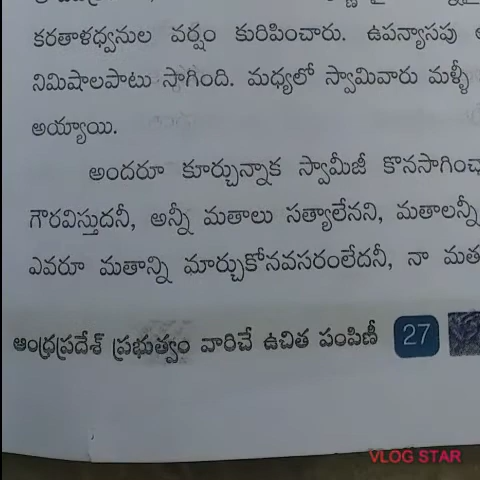 కరతాళధ్వనుల వర్షం కురిపించారు. ఉపన్యాసపు
నిమిషాలపాటు సాగింది. మధ్యలో స్వామివారు మళ్ళీ
అయ్యాయి.
అందరూ కూర్చున్నాక స్వామీజీ కొనసాగించా
గౌరవిస్తుదనీ, అన్నీ మతాలు సత్యాలేనని, మతాలన్నీ
ఎవరూ మతాన్ని మార్చుకోనవసరంలేదనీ, నా మత
ఆంధ్రప్రదేశ్ ప్రభుత్వం వారిచే ఉచిత పంపిణీ 27
VLOG STAR